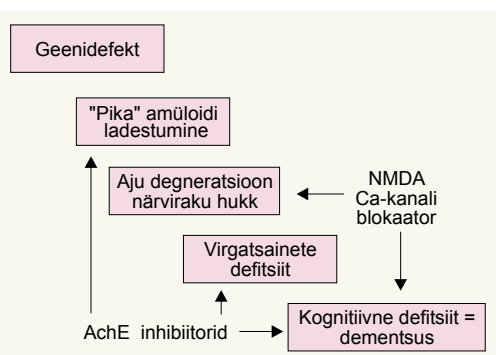 Geenidefekt
"Pika" amüloidi
ladestumine
Aju degneratsioon
närviraku hukk
NMDA
Ca-kanali
blokaator
Virgatsainete
defitsiit
AchE inhibiitorid
Kognitiivne defitsiit =
dementsus